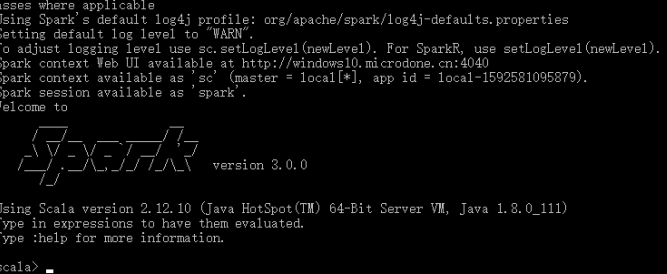 asses where applicable
Using Spark's default log4j profile: org/apache/spark/log4j-defaults.properties
Setting default log level to "WARN".
To adjust logging level use sc.setLogLevel(newLevel). For SparkR, use setLogLevel(newLevel).
Spark context Web UI available at http://windows10.microdone.cn:4040
Spark context available as 'sc' (master = local[*], app id = local-1592581095879).
Spark session available as 'spark'.
Welcome to
Spark version 3.0.0
Using Scala version 2.12.10 (Java HotSpot(TM) 64-Bit Server VM, Java 1.8.0_111)
Type in expressions to have them evaluated.
Type :help for more information.
scala>